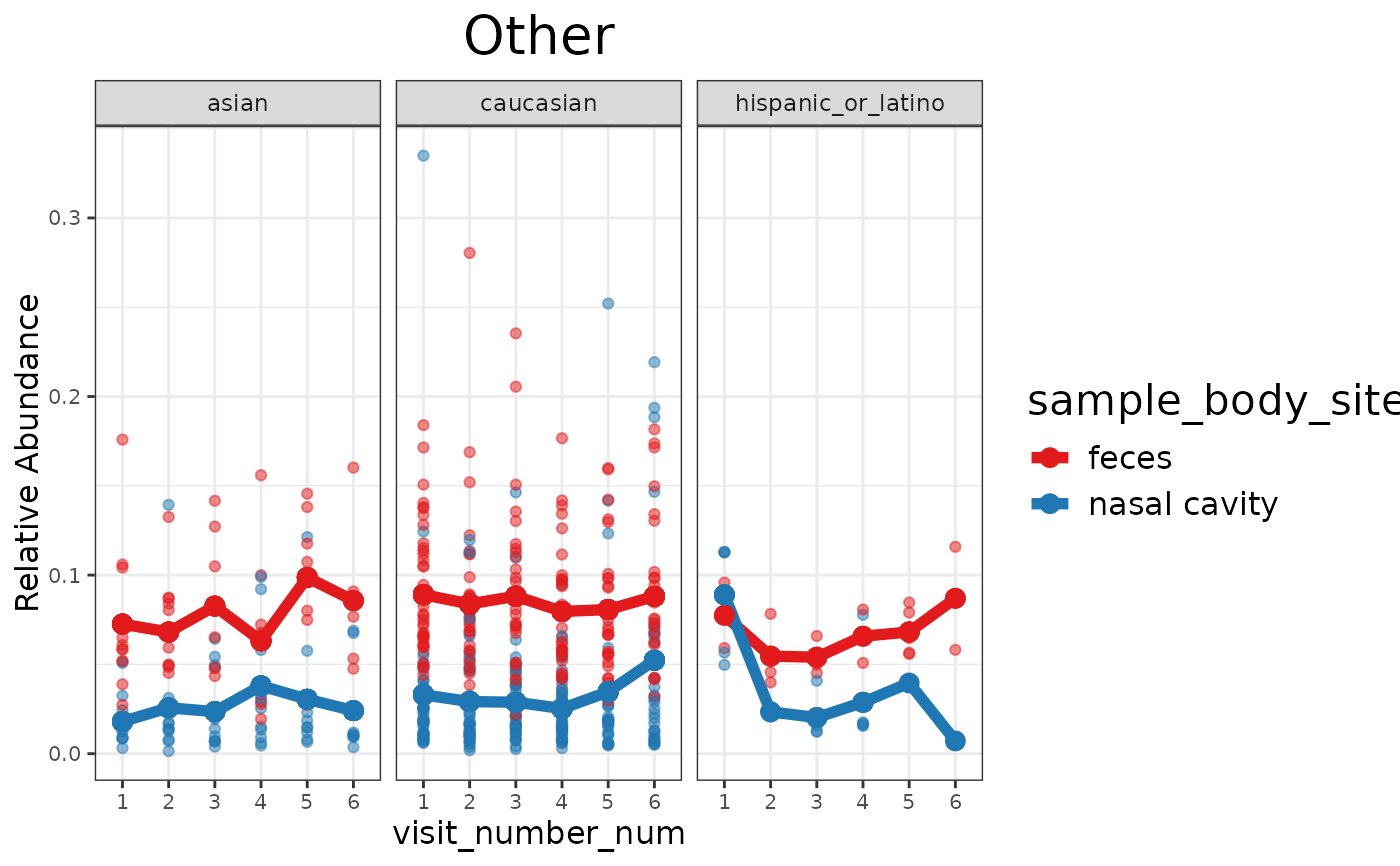 Other
asian caucasian hispanic_or_latino
Relative Abundance
0.3
0.2
0.1
0.0
1 2 3 4 5 6 1 2 3 4 5 6 1 2 3 4 5 6
visit_number_num
sample_body_site
feces
nasal cavity